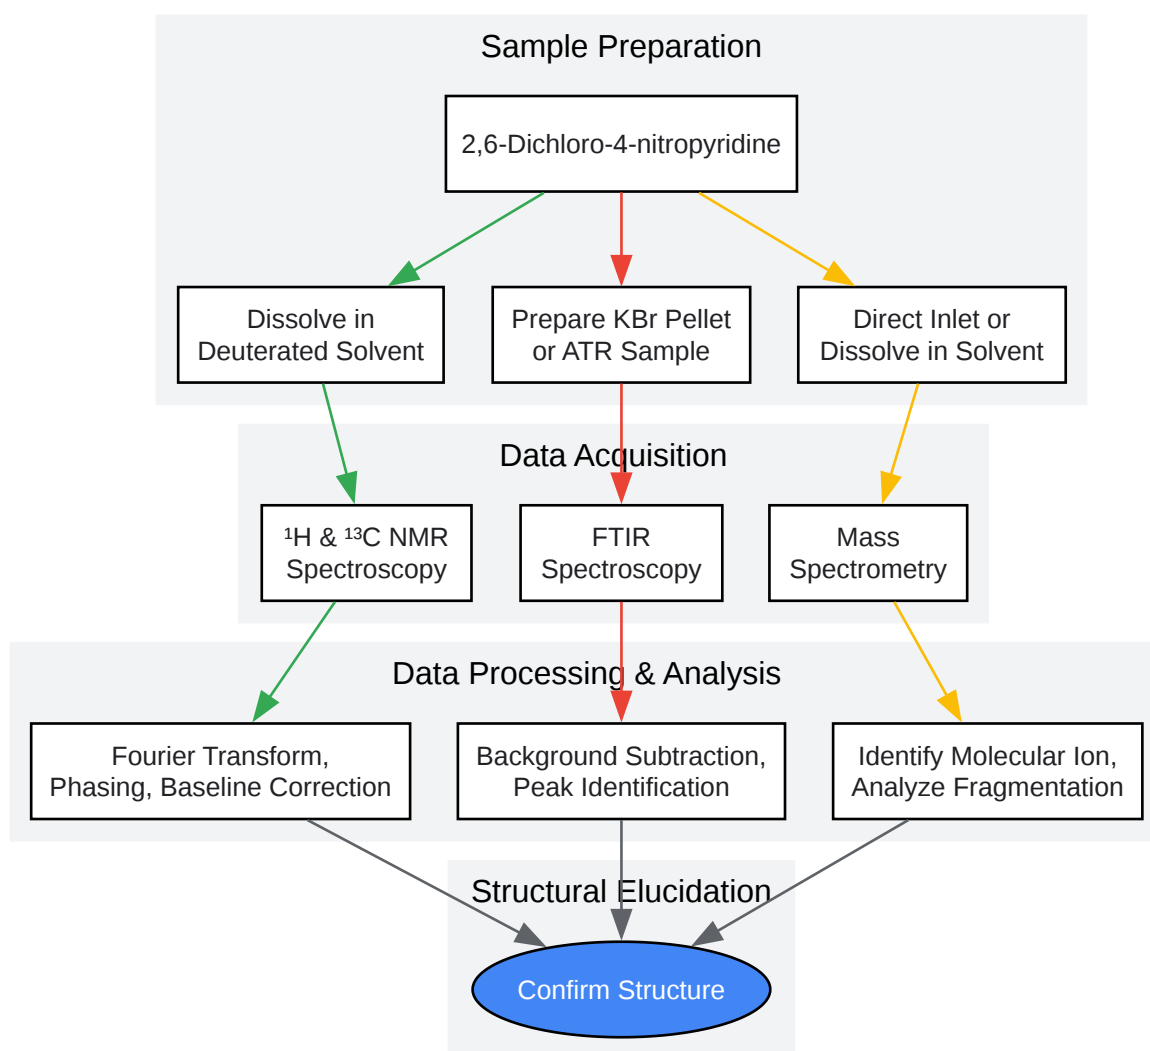 Sample Preparation
2,6-Dichloro-4-nitropyridine
Dissolve in
Deuterated Solvent
Prepare KBr Pellet
or ATR Sample
Direct Inlet or
Dissolve in Solvent
Data Acquisition
¹H & ¹³C NMR
Spectroscopy
FTIR
Spectroscopy
Mass
Spectrometry
Data Processing & Analysis
Fourier Transform,
Phasing, Baseline Correction
Background Subtraction,
Peak Identification
Identify Molecular Ion,
Analyze Fragmentation
Structural Elucidation
Confirm Structure